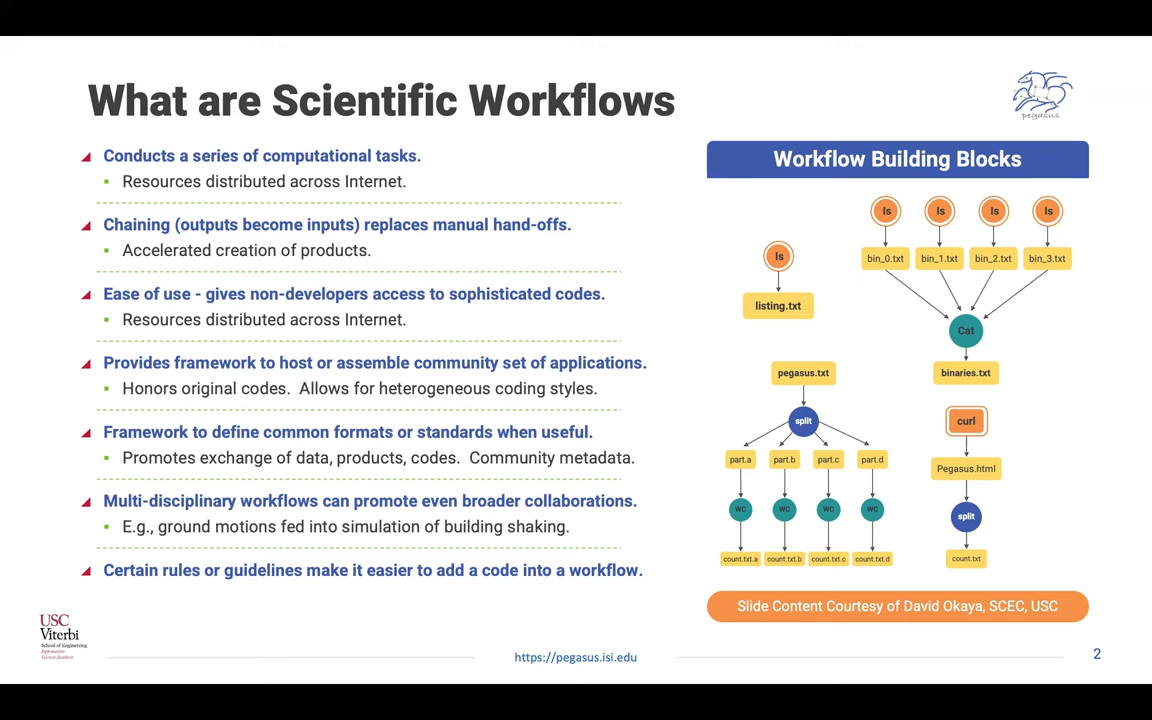 What are Scientific Workflows
pegasus
Conducts a series of computational tasks.
Resources distributed across Internet.
Chaining (outputs become inputs) replaces manual hand-offs.
Accelerated creation of products.
Ease of use - gives non-developers access to sophisticated codes.
Resources distributed across Internet.
Provides framework to host or assemble community set of applications.
Honors original codes.  Allows for heterogeneous coding styles.
Framework to define common formats or standards when useful.
Promotes exchange of data, products, codes.  Community metadata.
Multi-disciplinary workflows can promote even broader collaborations.
E.g., ground motions fed into simulation of building shaking.
Certain rules or guidelines make it easier to add a code into a workflow.
Workflow Building Blocks
ls
listing.txt
ls ls ls ls
bin_0.txt bin_1.txt bin_2.txt bin_3.txt
Cat
binaries.txt
pegasus.txt
split
part.a part.b part.c part.d
wc wc wc wc
count.txt.a count.txt.b count.txt.c count.txt.d
curl
Pegasus.html
split
count.txt
Slide Content Courtesy of David Okaya, SCEC, USC
USC
Viterbi
School of Engineering
Information
Sciences Institute
https://pegasus.isi.edu
2